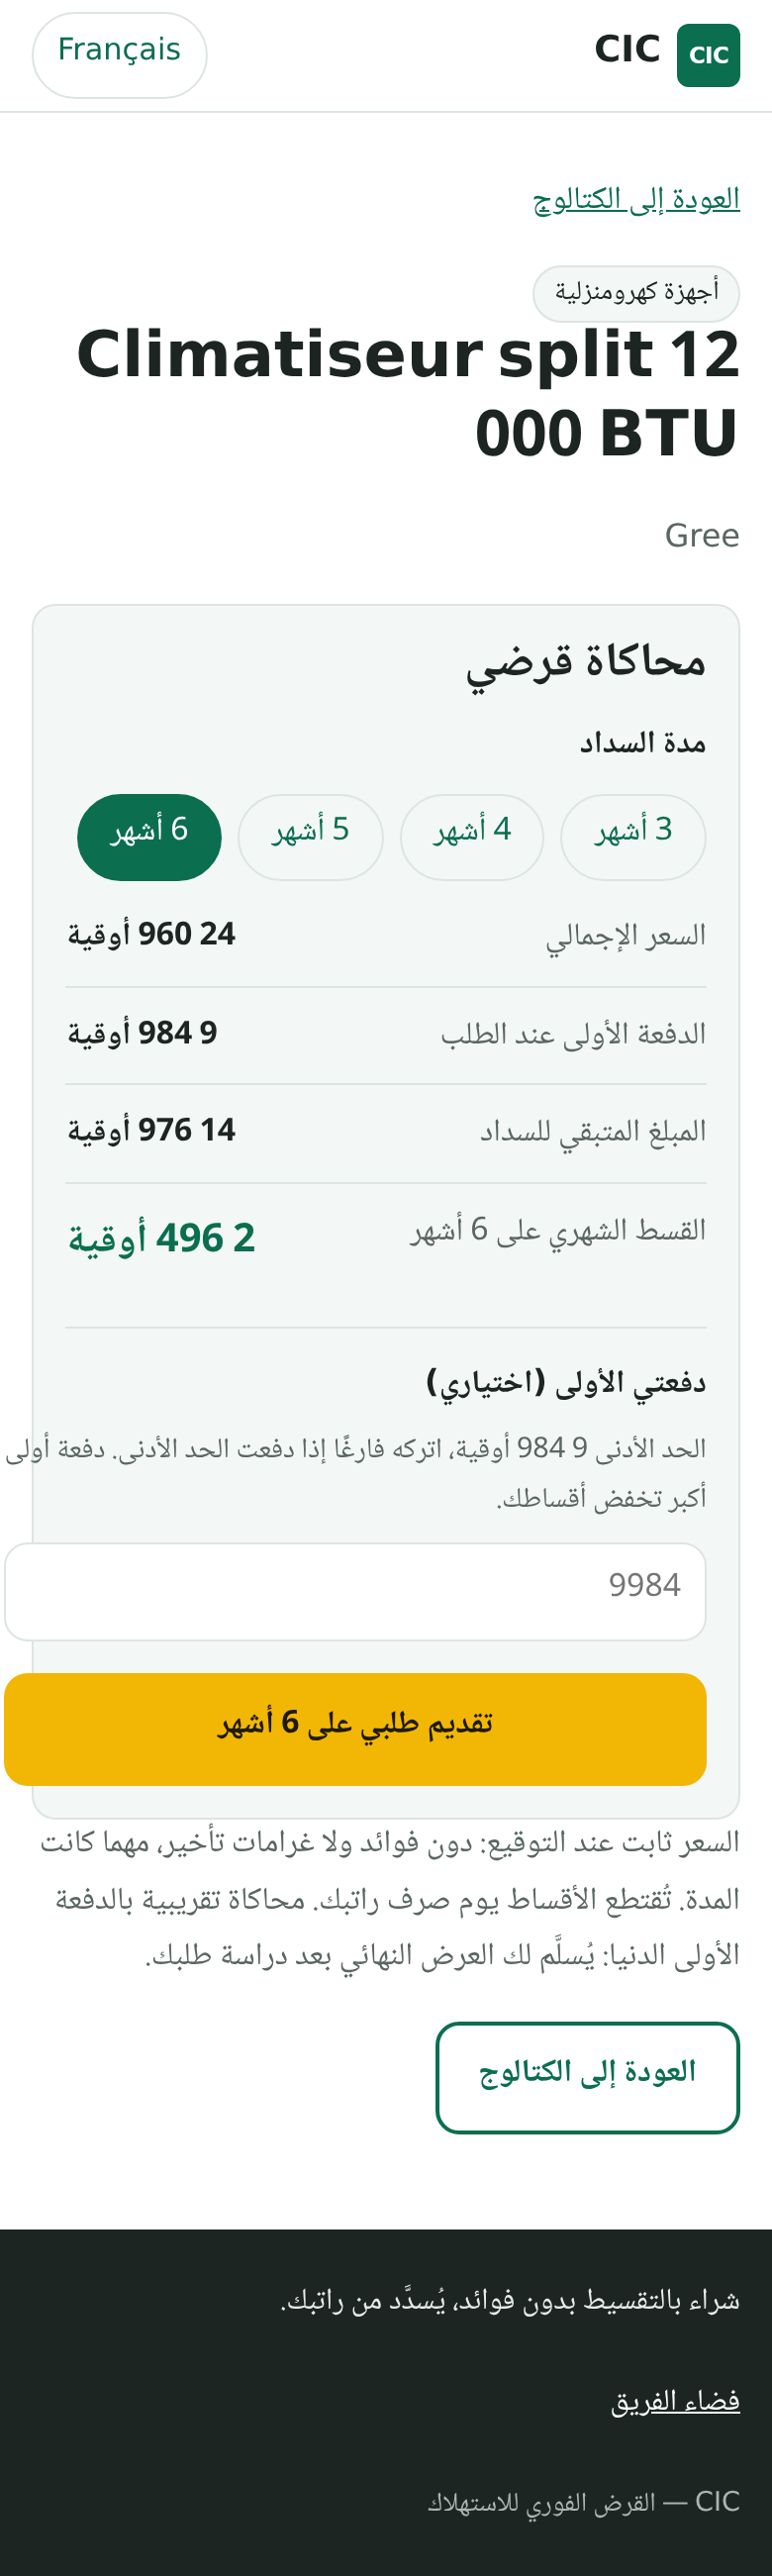 CIC CIC
Français
العودة إلى الكتالوج
أجهزة كهرومنزلية
Climatiseur split 12
000 BTU
Gree
محاكاة قرضي
مدة السداد
3 أشهر 4 أشهر 5 أشهر 6 أشهر
السعر الإجمالي 24 960 أوقية
الدفعة الأولى عند الطلب 9 984 أوقية
المبلغ المتبقي للسداد 14 976 أوقية
القسط الشهري على 6 أشهر 2 496 أوقية
دفعتي الأولى (اختياري)
الحد الأدنى 9 984 أوقية، اتركه فارغًا إذا دفعت الحد الأدنى. دفعة أولى
أكبر تخفض أقساطك.
9984
تقديم طلبي على 6 أشهر
السعر ثابت عند التوقيع: دون فوائد ولا غرامات تأخير، مهما كانت
المدة. تُقتطع الأقساط يوم صرف راتبك. محاكاة تقريبية بالدفعة
الأولى الدنيا: يُسلَّم لك العرض النهائي بعد دراسة طلبك.
العودة إلى الكتالوج
شراء بالتقسيط بدون فوائد، يُسدَّد من راتبك.
فضاء الفريق
CIC — القرض الفوري للاستهلاك